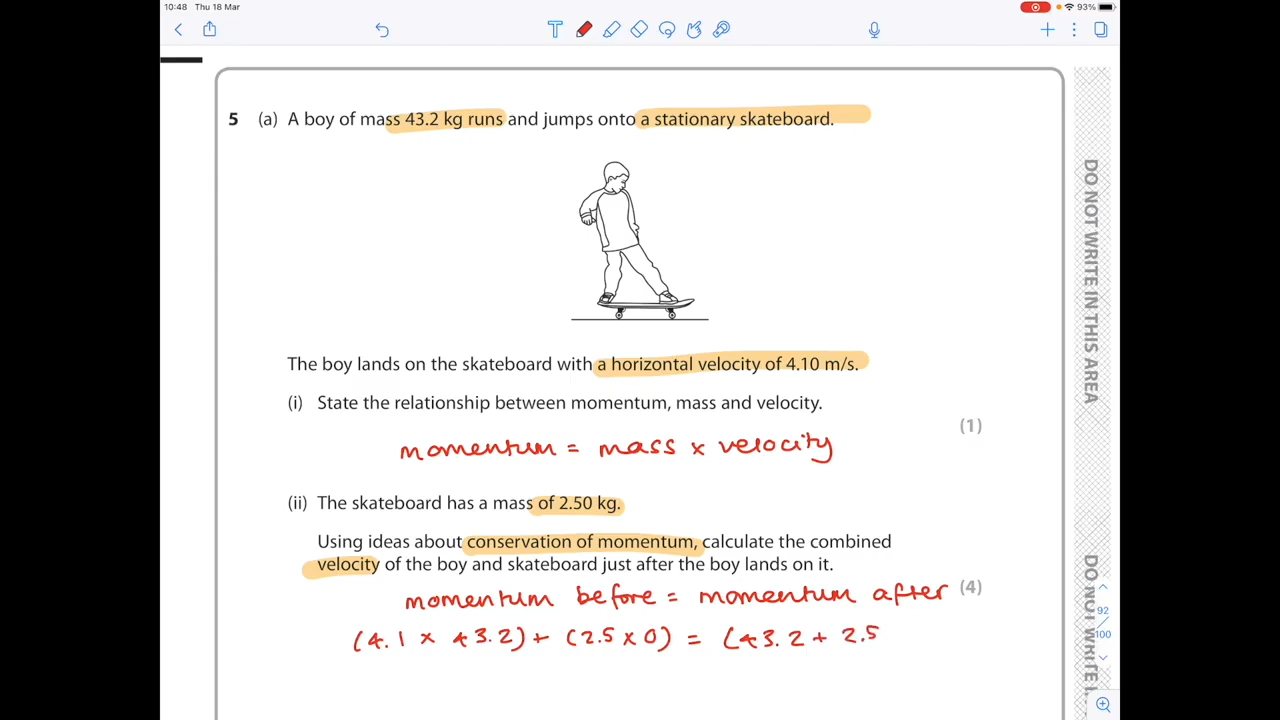 10:48 Thu 18 Mar
93%
T
5 (a) A boy of mass 43.2 kg runs and jumps onto a stationary skateboard.
The boy lands on the skateboard with a horizontal velocity of 4.10 m/s.
(i) State the relationship between momentum, mass and velocity.
(1)
momentum = mass x velocity
(ii) The skateboard has a mass of 2.50 kg.
Using ideas about conservation of momentum, calculate the combined
velocity of the boy and skateboard just after the boy lands on it.
(4)
momentum before = momentum after
(4.1 x 43.2) + (2.5 x 0) = (43.2 + 2.5
DO NOT WRITE IN THIS AREA
DO NOT WRITE I
92
100